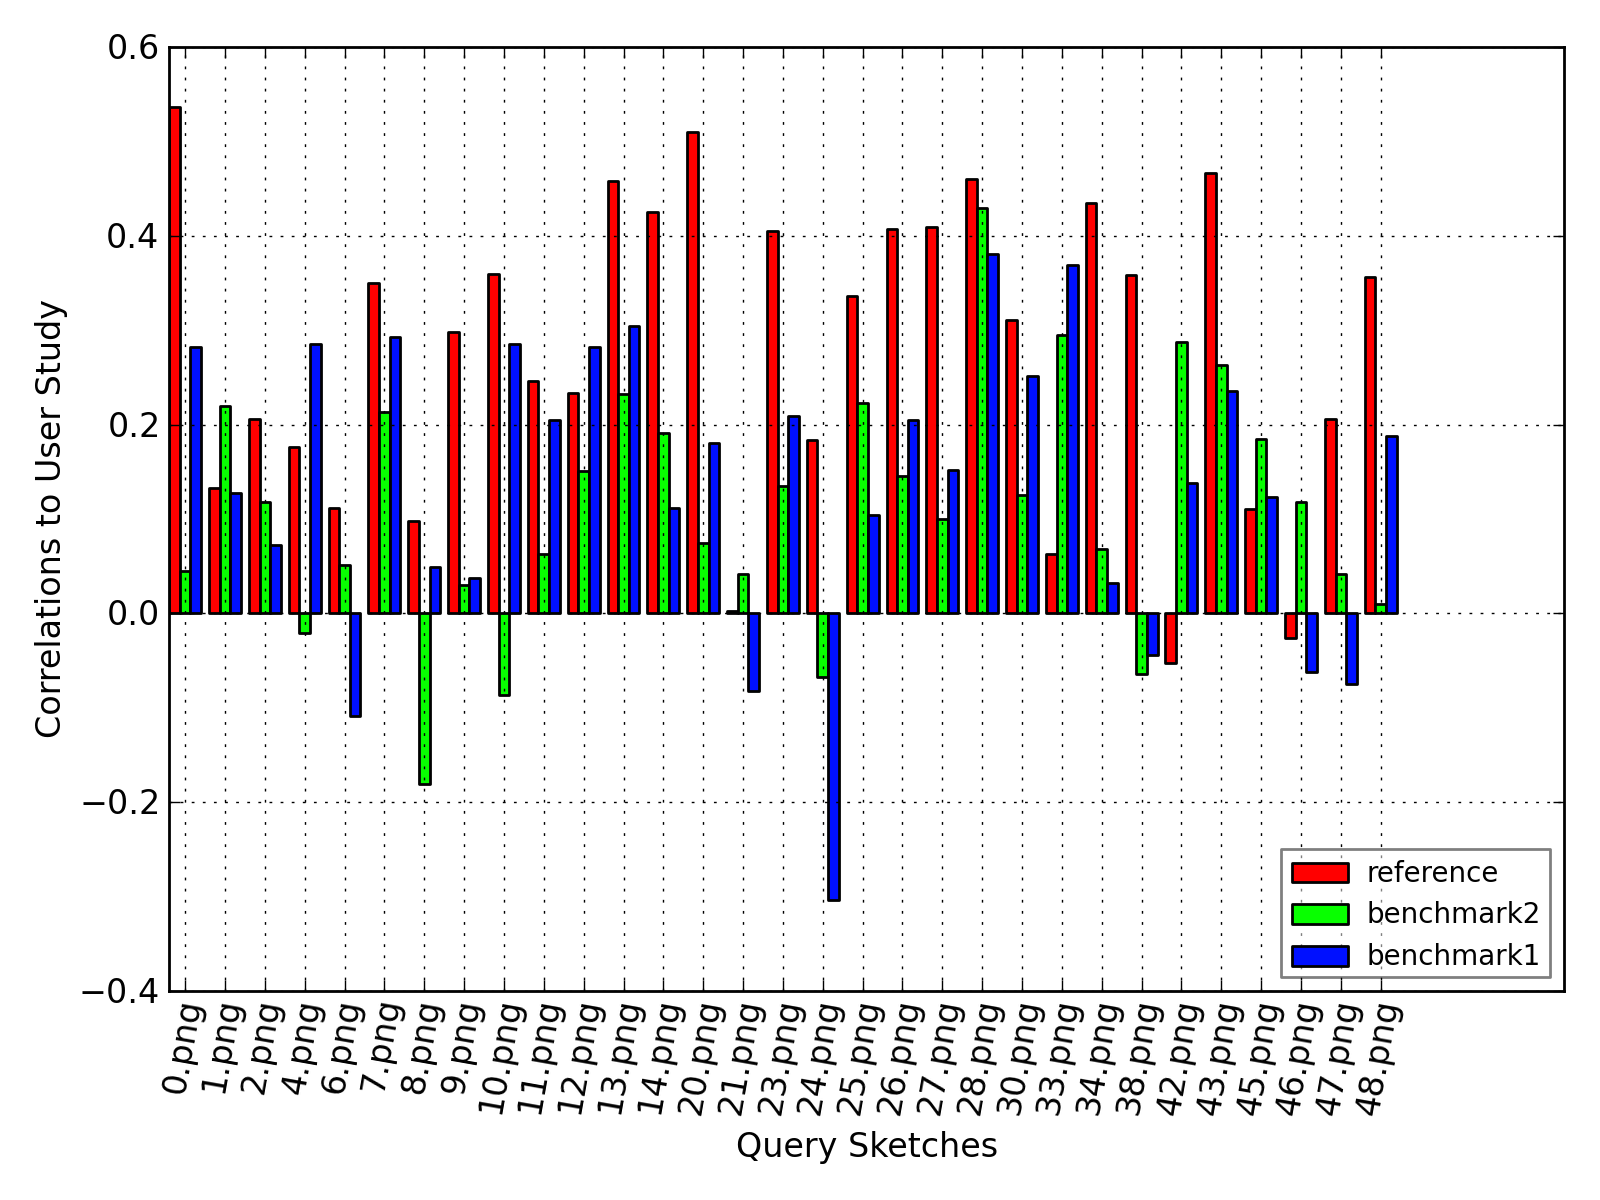 0.6
0.4
0.2
0.0
−0.2
−0.4
Correlations to User Study
reference
benchmark2
benchmark1
0.png
1.png
2.png
4.png
6.png
7.png
8.png
9.png
10.png
11.png
12.png
13.png
14.png
20.png
21.png
23.png
24.png
25.png
26.png
27.png
28.png
30.png
33.png
34.png
38.png
42.png
43.png
45.png
46.png
47.png
48.png
Query Sketches